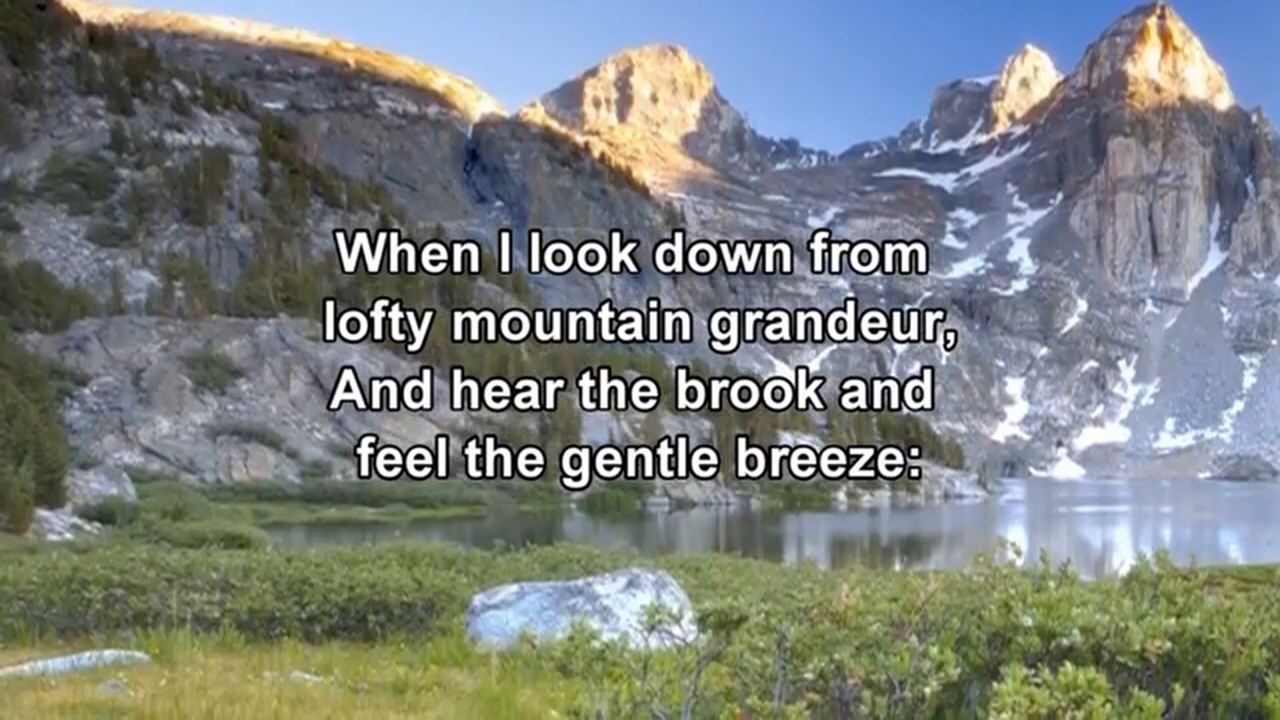 When I look down from
lofty mountain grandeur,
And hear the brook and
feel the gentle breeze: